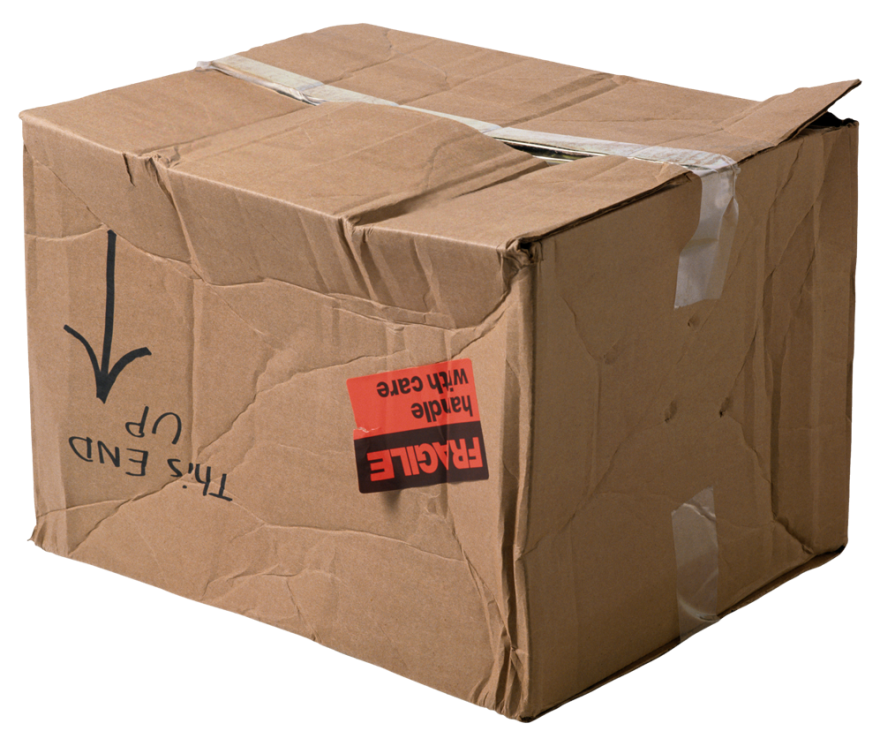 This END
UP
FRAGILE
handle
with care